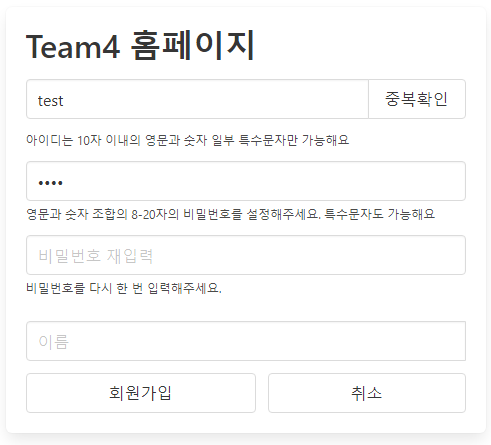 Team4 홈페이지
test 중복확인
아이디는 10자 이내의 영문과 숫자 일부 특수문자만 가능해요
••••
영문과 숫자 조합의 8-20자의 비밀번호를 설정해주세요. 특수문자도 가능해요
비밀번호 재입력
비밀번호를 다시 한 번 입력해주세요.
이름
회원가입 취소